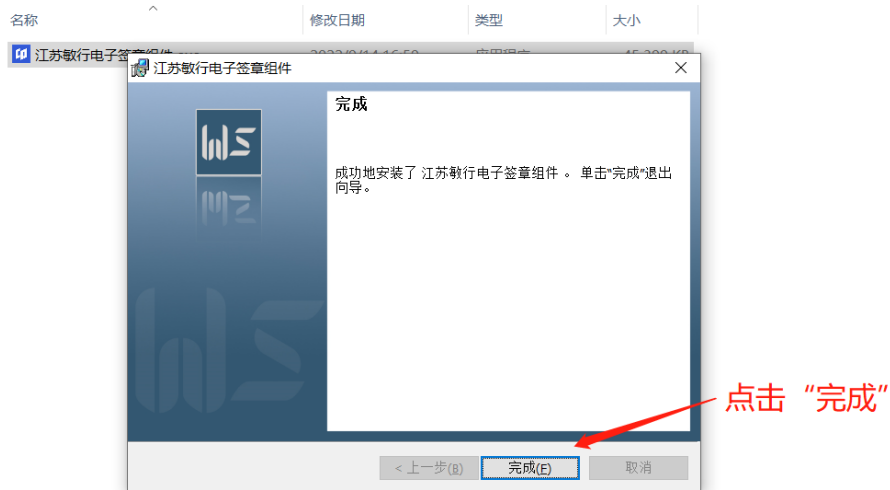 名称 修改日期 类型 大小
江苏敏行电子签章组件.exe
江苏敏行电子签章组件
WS
完成
成功地安装了 江苏敏行电子签章组件 。 单击"完成"退出
向导。
点击“完成”
< 上一步(B) 完成(F) 取消